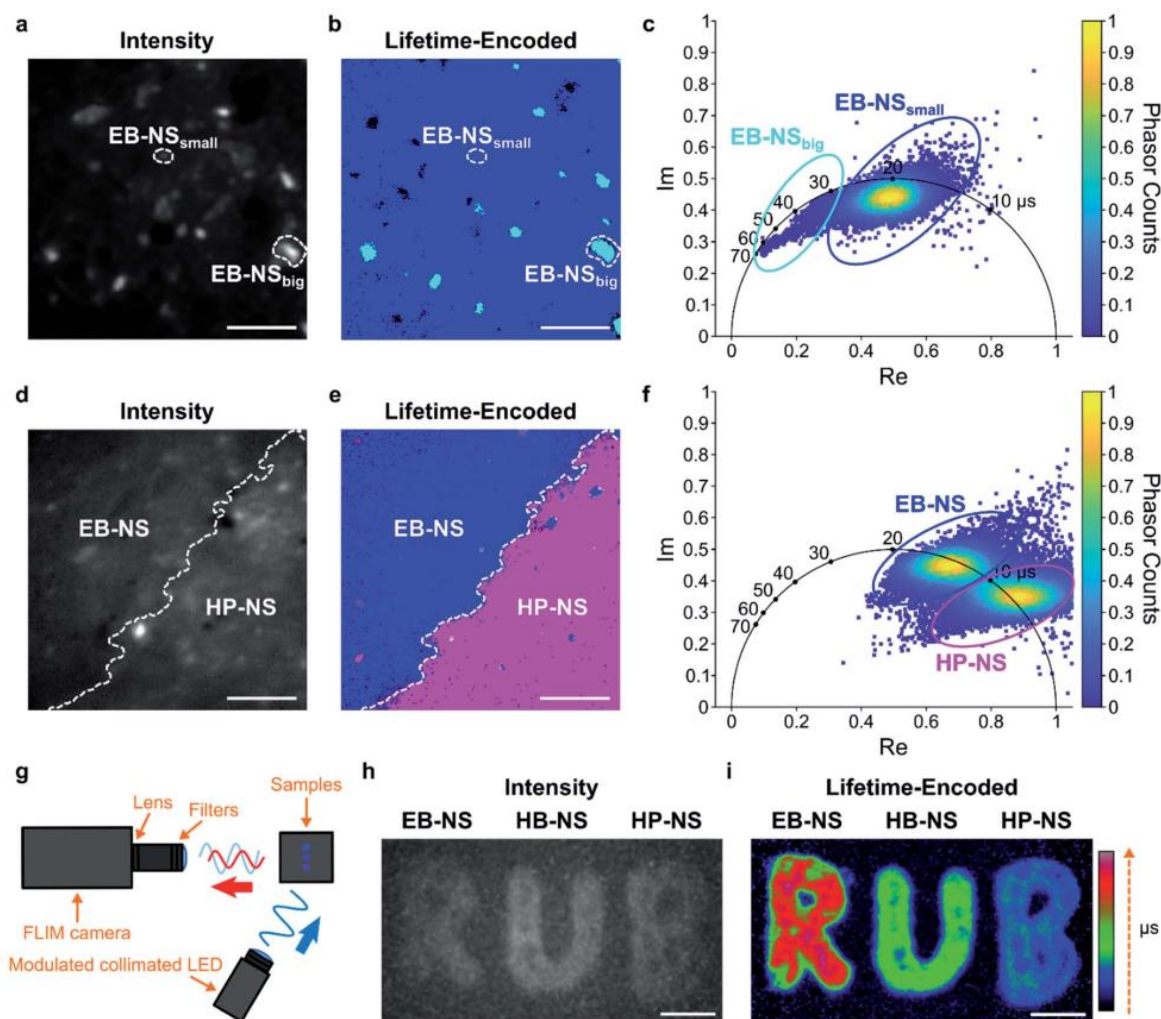 a
Intensity
EB-NSsmall
EB-NSbig
b
Lifetime-Encoded
EB-NSsmall
EB-NSbig
c
Im
1
0.9
0.8
0.7
0.6
0.5
0.4
0.3
0.2
0.1
0
EB-NSbig
EB-NSsmall
70
60
50
40
30
20
10 µs
0
0.2
0.4
0.6
0.8
1
Re
1
0.9
0.8
0.7
0.6
0.5
0.4
0.3
0.2
0.1
0
Phasor Counts
d
Intensity
EB-NS
HP-NS
e
Lifetime-Encoded
EB-NS
HP-NS
f
Im
1
0.9
0.8
0.7
0.6
0.5
0.4
0.3
0.2
0.1
0
EB-NS
HP-NS
70
60
50
40
30
20
10 µs
0
0.2
0.4
0.6
0.8
1
Re
1
0.9
0.8
0.7
0.6
0.5
0.4
0.3
0.2
0.1
0
Phasor Counts
g
Samples
Lens
Filters
FLIM camera
Modulated collimated LED
h
Intensity
EB-NS HB-NS HP-NS
RUB
i
Lifetime-Encoded
EB-NS HB-NS HP-NS
RUB
µs